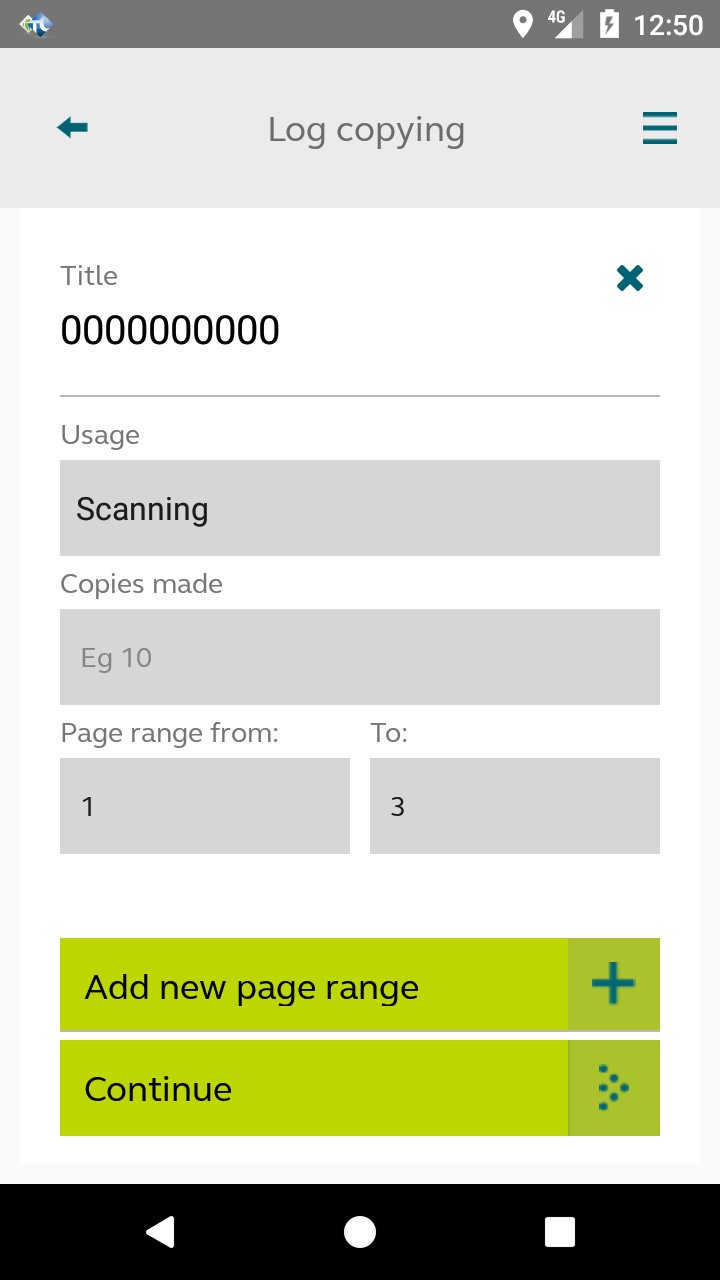 4G 12:50
Log copying
Title
0000000000
Usage
Scanning
Copies made
Eg 10
Page range from: To:
1 3
Add new page range
Continue